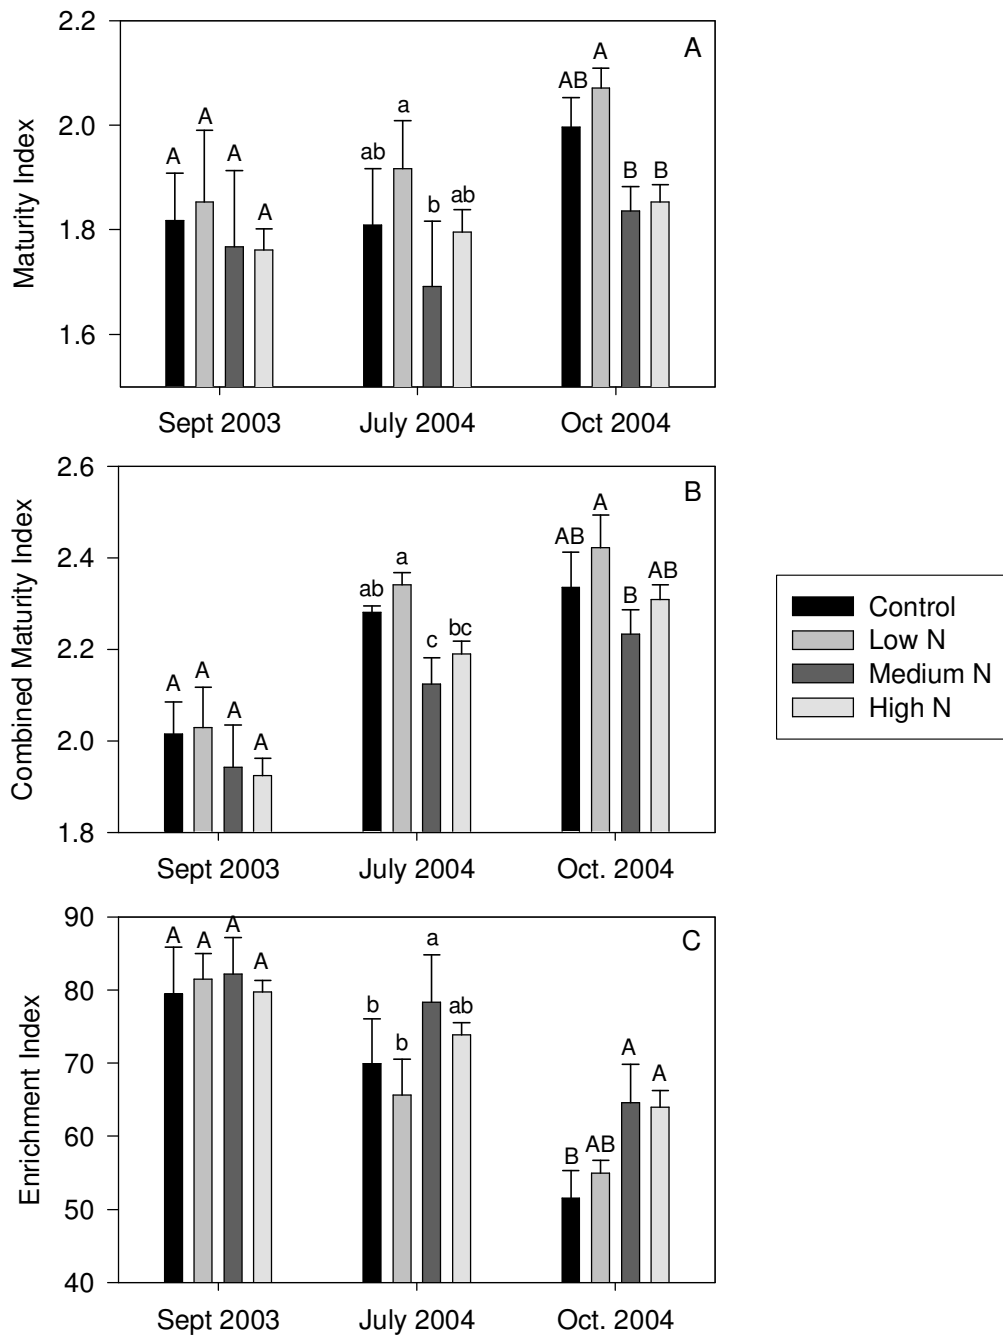 2.2
A
A
AB
A
a
A
A
2.0
ab
ab
B
B
b
A
1.8
1.6
Maturity Index
Sept 2003
July 2004
Oct 2004
2.6
B
A
AB
AB
a
2.4
ab
B
c
bc
2.2
A
A
A
A
2.0
1.8
Combined Maturity Index
Sept 2003
July 2004
Oct. 2004
Control
Low N
Medium N
High N
90
C
A
A
A
A
a
80
b
ab
b
70
A
A
60
B
AB
50
40
Enrichment Index
Sept 2003
July 2004
Oct. 2004